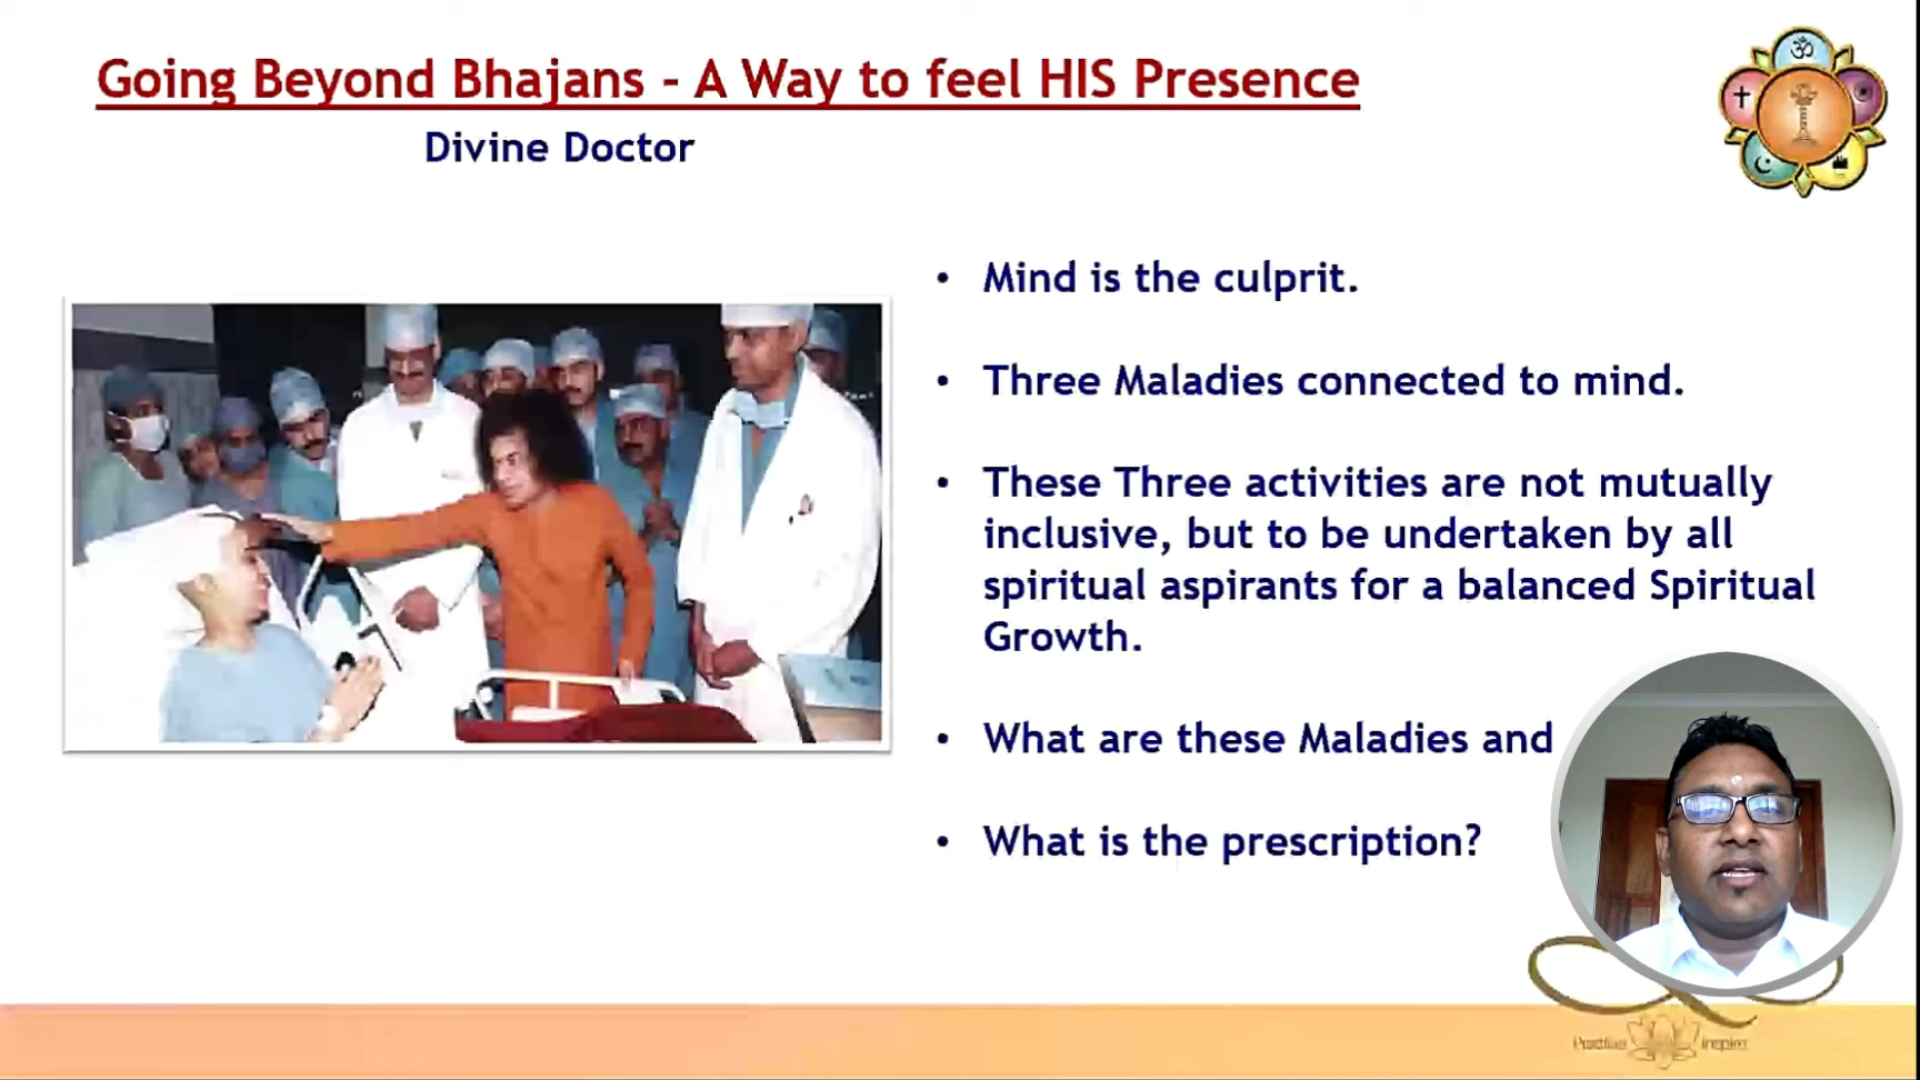 Going Beyond Bhajans - A Way to feel HIS Presence
Divine Doctor
• Mind is the culprit.
• Three Maladies connected to mind.
• These Three activities are not mutually
inclusive, but to be undertaken by all
spiritual aspirants for a balanced Spiritual
Growth.
• What are these Maladies and
• What is the prescription?
Inspire